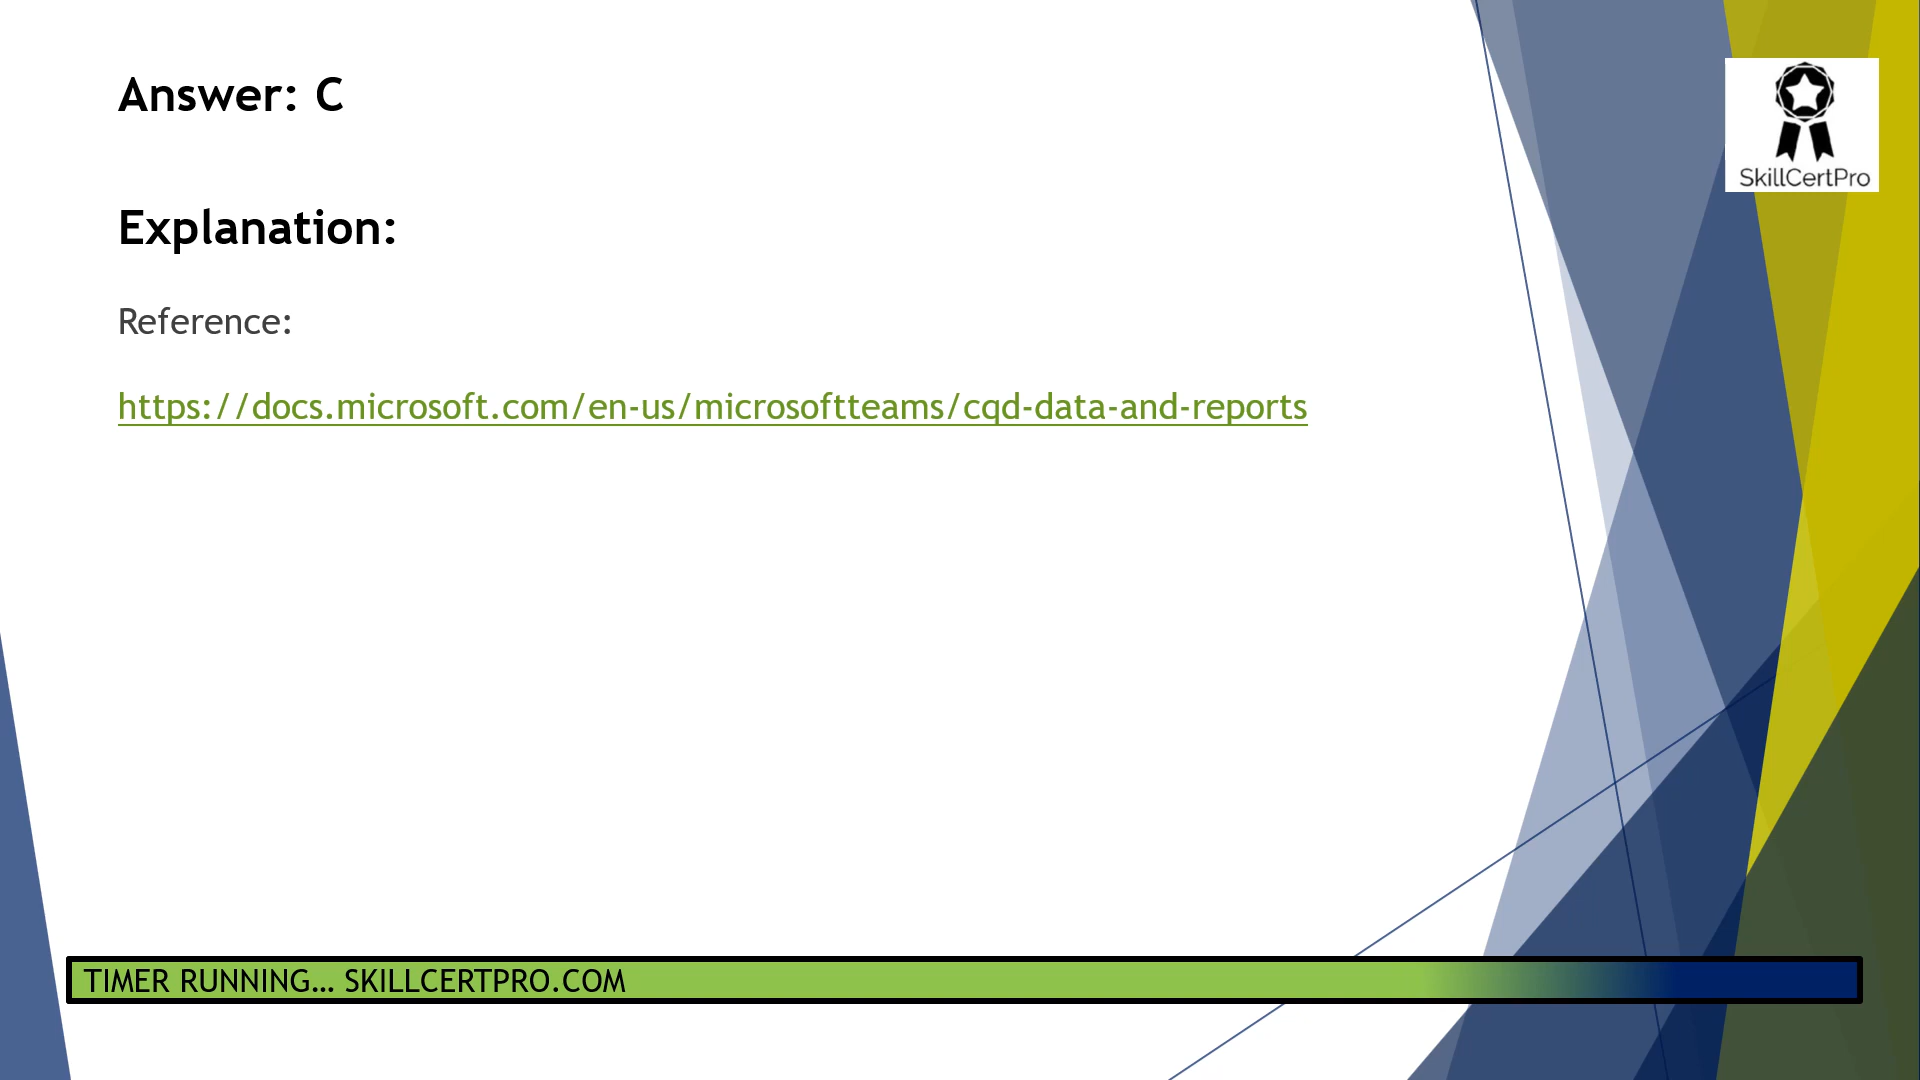 Answer: C
SkillCertPro
Explanation:
Reference:
https://docs.microsoft.com/en-us/microsoftteams/cqd-data-and-reports
TIMER RUNNING… SKILLCERTPRO.COM